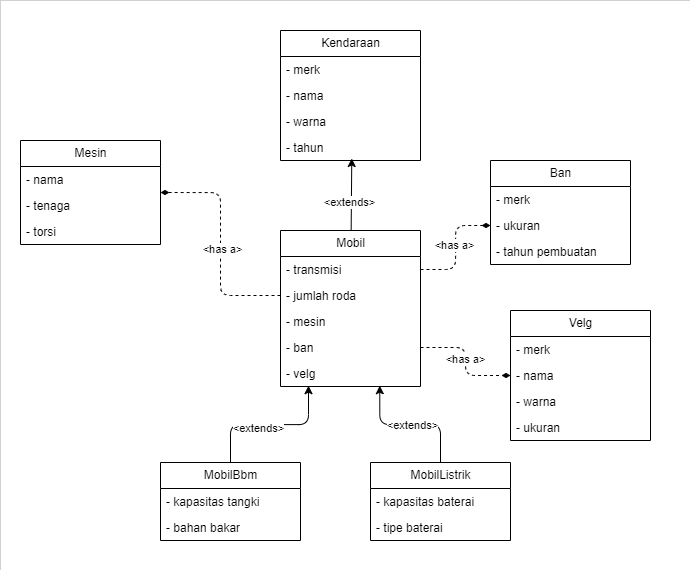 Kendaraan
- merk
- nama
- warna
- tahun
Mesin
- nama
- tenaga
- torsi
<extends>
<has a>
Ban
- merk
- ukuran
- tahun pembuatan
<has a>
Mobil
- transmisi
- jumlah roda
- mesin
- ban
- velg
Velg
- merk
- nama
- warna
- ukuran
<has a>
<extends>
<extends>
MobilBbm
- kapasitas tangki
- bahan bakar
MobilListrik
- kapasitas baterai
- tipe baterai